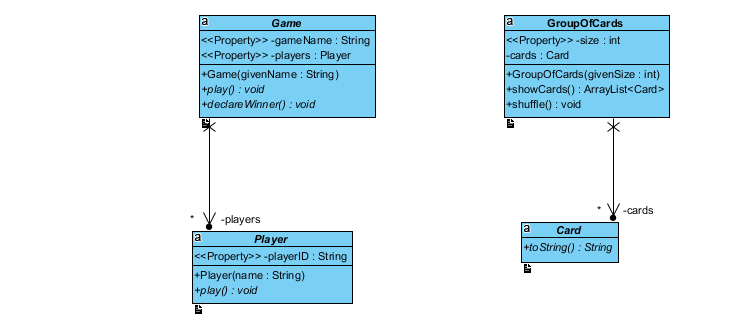 a
Game
<<Property>> -gameName : String
<<Property>> -players : Player
+Game(givenName : String)
+play() : void
+declareWinner() : void
* -players
a
Player
<<Property>> -playerID : String
+Player(name : String)
+play() : void
a
GroupOfCards
<<Property>> -size : int
-cards : Card
+GroupOfCards(givenSize : int)
+showCards() : ArrayList<Card>
+shuffle() : void
* -cards
a
Card
+toString() : String